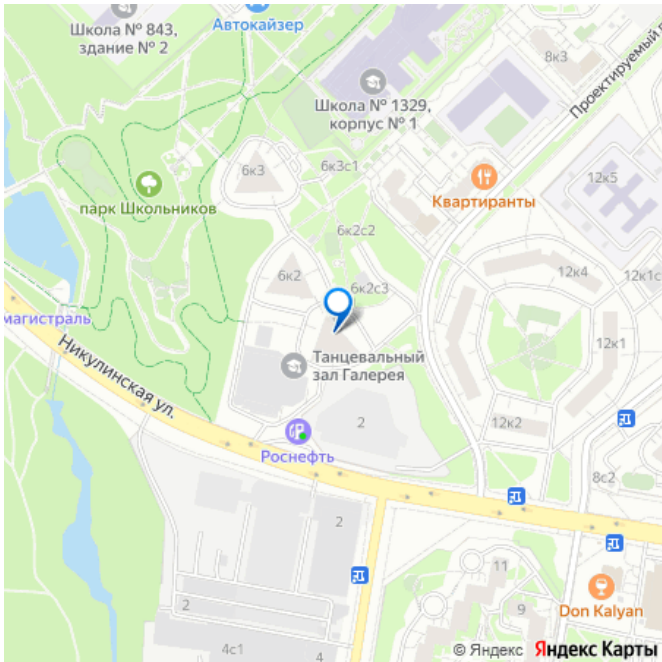 Школа № 843,
здание № 2
Автокайзер
8к3
Проектируемый
Школа № 1329,
корпус № 1
6к3с1
6к3
Квартиранты
12к5
парк Школьников
6к2с2
6к2
6к2с3
12к4
12к1с
магистраль
Никулинская ул.
Танцевальный
зал Галерея
12к1
2
12к2
Роснефть
8с2
2
11
2
9
Don Kalyan
4с1
4
© Яндекс Яндекс Карты